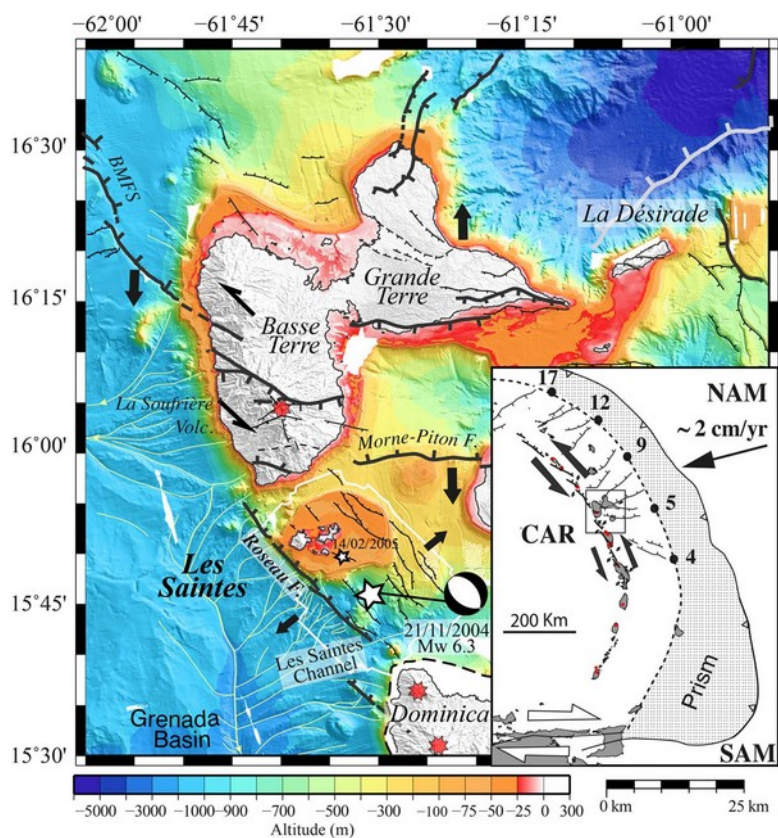 −62°00'
−61°45'
−61°30'
−61°15'
−61°00'
16°30'
16°15'
16°00'
15°45'
15°30'
BMFS
La Désirade
Grande
Terre
Basse
Terre
La Soufrière
Volc.
Morne-Piton F.
14/02/2005
Les
Saintes
Roseau F.
21/11/2004
Mw 6.3
Les Saintes
Channel
Dominica
Grenada
Basin
17
12
9
5
4
NAM
~ 2 cm/yr
CAR
200 Km
Prism
SAM
−5000 −3000 −1000 −900 −700 −500 −300 −100 −75 −50 −25 0 300
Altitude (m)
0 km
25 km